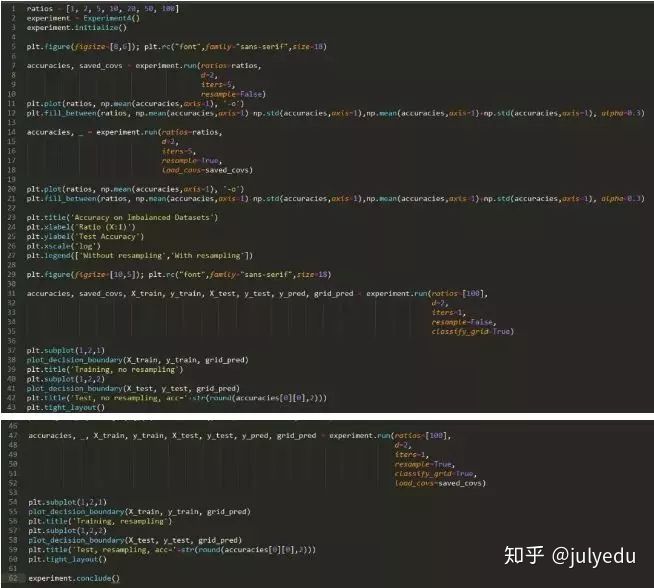 1 ratios = [1, 2, 5, 10, 20, 50, 100]
2 experiment = Experiment4()
3 experiment.initialize()
4
5 plt.figure(figsize=[8,6]); plt.rc("font",family="sans-serif",size=18)
6
7 accuracies, saved_covs = experiment.run(ratios=ratios,
8 d=2,
9 iters=5,
10 resample=False)
11 plt.plot(ratios, np.mean(accuracies,axis=1), '-o')
12 plt.fill_between(ratios, np.mean(accuracies,axis=1)-np.std(accuracies,axis=1),np.mean(accuracies,axis=1)+np.std(accuracies,axis=1), alpha=0.3)
13
14 accuracies, _ = experiment.run(ratios=ratios,
15 d=2,
16 iters=5,
17 resample=True,
18 load_covs=saved_covs)
19
20 plt.plot(ratios, np.mean(accuracies,axis=1), '-o')
21 plt.fill_between(ratios, np.mean(accuracies,axis=1)-np.std(accuracies,axis=1),np.mean(accuracies,axis=1)+np.std(accuracies,axis=1), alpha=0.3)
22
23 plt.title('Accuracy on Imbalanced Datasets')
24 plt.xlabel('Ratio (X:1)')
25 plt.ylabel('Test Accuracy')
26 plt.xscale('log')
27 plt.legend(['Without resampling','With resampling'])
28
29 plt.figure(figsize=[10,5]); plt.rc("font",family="sans-serif",size=18)
30
31 accuracies, saved_covs, X_train, y_train, X_test, y_test, y_pred, grid_pred = experiment.run(ratios=[100],
32 d=2,
33 iters=1,
34 resample=False,
35 classify_grid=True)
36
37 plt.subplot(1,2,1)
38 plot_decision_boundary(X_train, y_train, grid_pred)
39 plt.title('Training, no resampling')
40 plt.subplot(1,2,2)
41 plot_decision_boundary(X_test, y_test, grid_pred)
42 plt.title('Test, no resampling, acc='+str(round(accuracies[0][0],2)))
43 plt.tight_layout()
46
47 accuracies, _, X_train, y_train, X_test, y_test, y_pred, grid_pred = experiment.run(ratios=[100],
48 d=2,
49 iters=1,
50 resample=True,
51 classify_grid=True,
52 load_covs=saved_covs)
53
54 plt.subplot(1,2,1)
55 plot_decision_boundary(X_train, y_train, grid_pred)
56 plt.title('Training, resampling')
57 plt.subplot(1,2,2)
58 plot_decision_boundary(X_test, y_test, grid_pred)
59 plt.title('Test, resampling, acc='+str(round(accuracies[0][0],2)))
60 plt.tight_layout()
61
62 experiment.conclude()
知乎 @julyedu